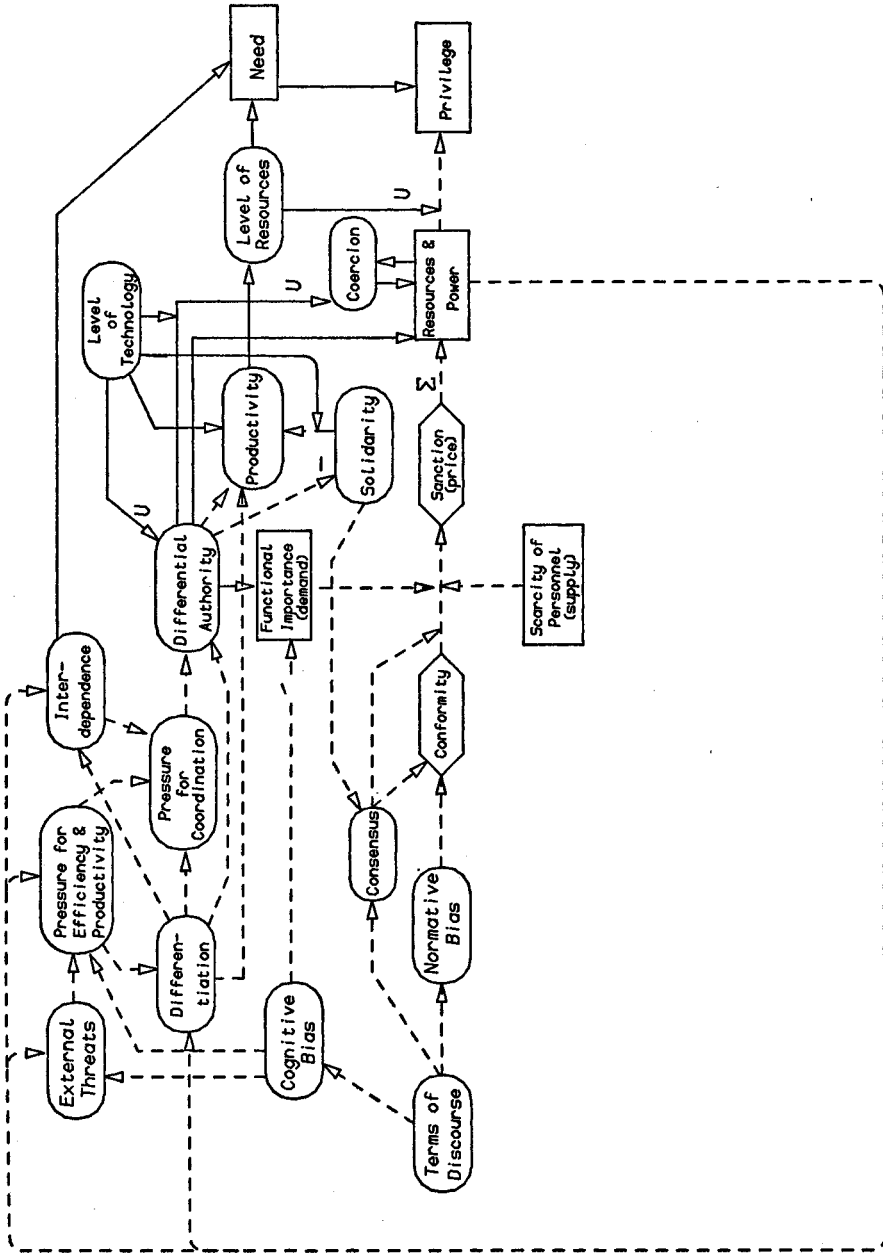 External
Threats
Pressure for
Efficiency &
Productivity
Inter-
dependence
Level
of
Technology
Need
Differen-
tiation
Pressure
for
Coordination
Differential
Authority
U
Productivity
Level of
Resources
Cognitive
Bias
Functional
Importance
(demand)
–
Solidarity
U
Coercion
U
Privilege
Consensus
Terms of
Discourse
Normative
Bias
Conformity
Sanction
(price)
Σ
Resources &
Power
Scarcity of
Personnel
(supply)